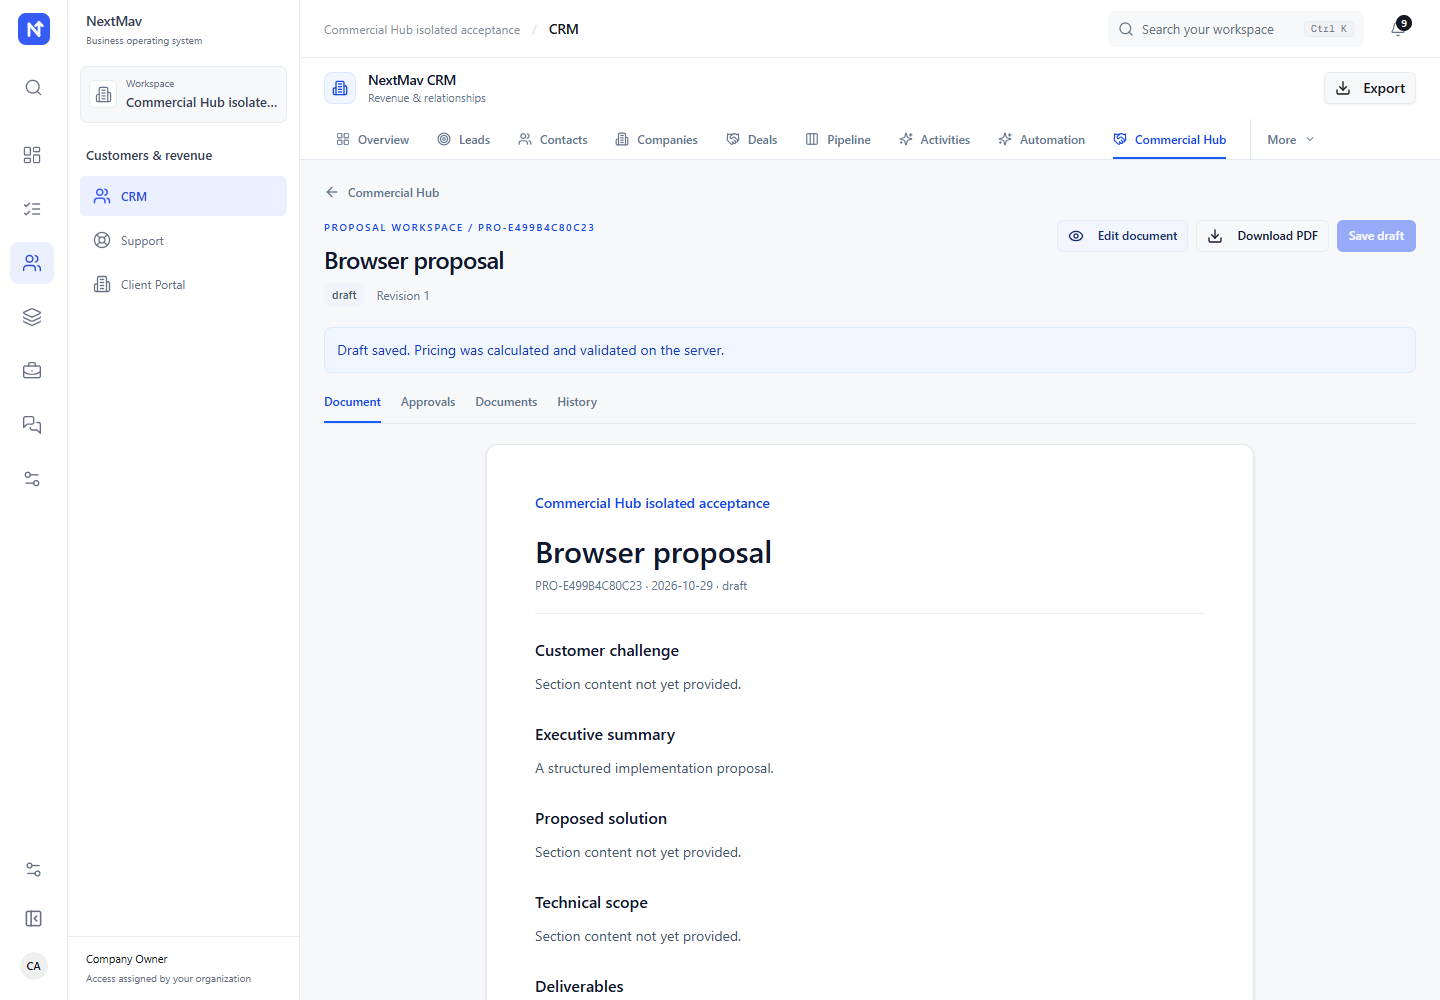 NextMav
Business operating system
Workspace
Commercial Hub isolate...
Customers & revenue
CRM
Support
Client Portal
Company Owner
Access assigned by your organization
CA
Commercial Hub isolated acceptance / CRM
Search your workspace
Ctrl K
9
NextMav CRM
Revenue & relationships
Export
Overview
Leads
Contacts
Companies
Deals
Pipeline
Activities
Automation
Commercial Hub
More
Commercial Hub
PROPOSAL WORKSPACE / PRO-E499B4C80C23
Browser proposal
draft
Revision 1
Edit document
Download PDF
Save draft
Draft saved. Pricing was calculated and validated on the server.
Document
Approvals
Documents
History
Commercial Hub isolated acceptance
Browser proposal
PRO-E499B4C80C23 · 2026-10-29 · draft
Customer challenge
Section content not yet provided.
Executive summary
A structured implementation proposal.
Proposed solution
Section content not yet provided.
Technical scope
Section content not yet provided.
Deliverables